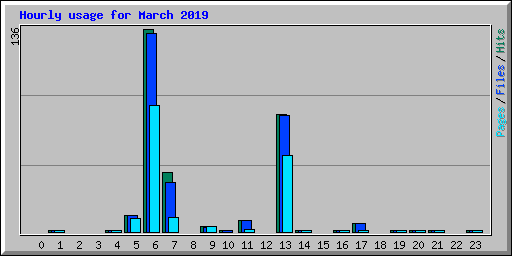 Hourly usage for March 2019
136
Pages/Files/Hits
0 1 2 3 4 5 6 7 8 9 10 11 12 13 14 15 16 17 18 19 20 21 22 23